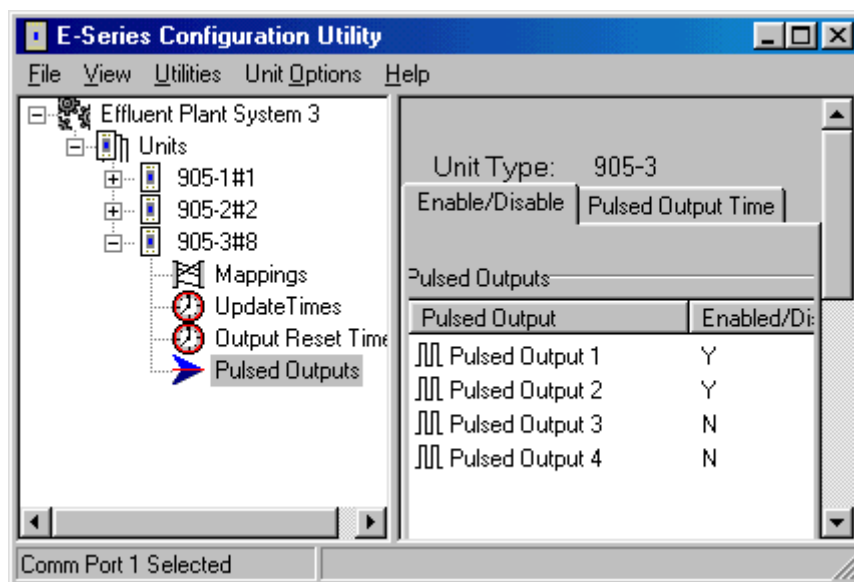 E-Series Configuration Utility
File View Utilities Unit Options Help
Effluent Plant System 3
Units
905-1#1
905-2#2
905-3#8
Mappings
UpdateTimes
Output Reset Time
Pulsed Outputs
Unit Type: 905-3
Enable/Disable Pulsed Output Time
Pulsed Outputs
Pulsed Output Enabled/Di
Pulsed Output 1 Y
Pulsed Output 2 Y
Pulsed Output 3 N
Pulsed Output 4 N
Comm Port 1 Selected